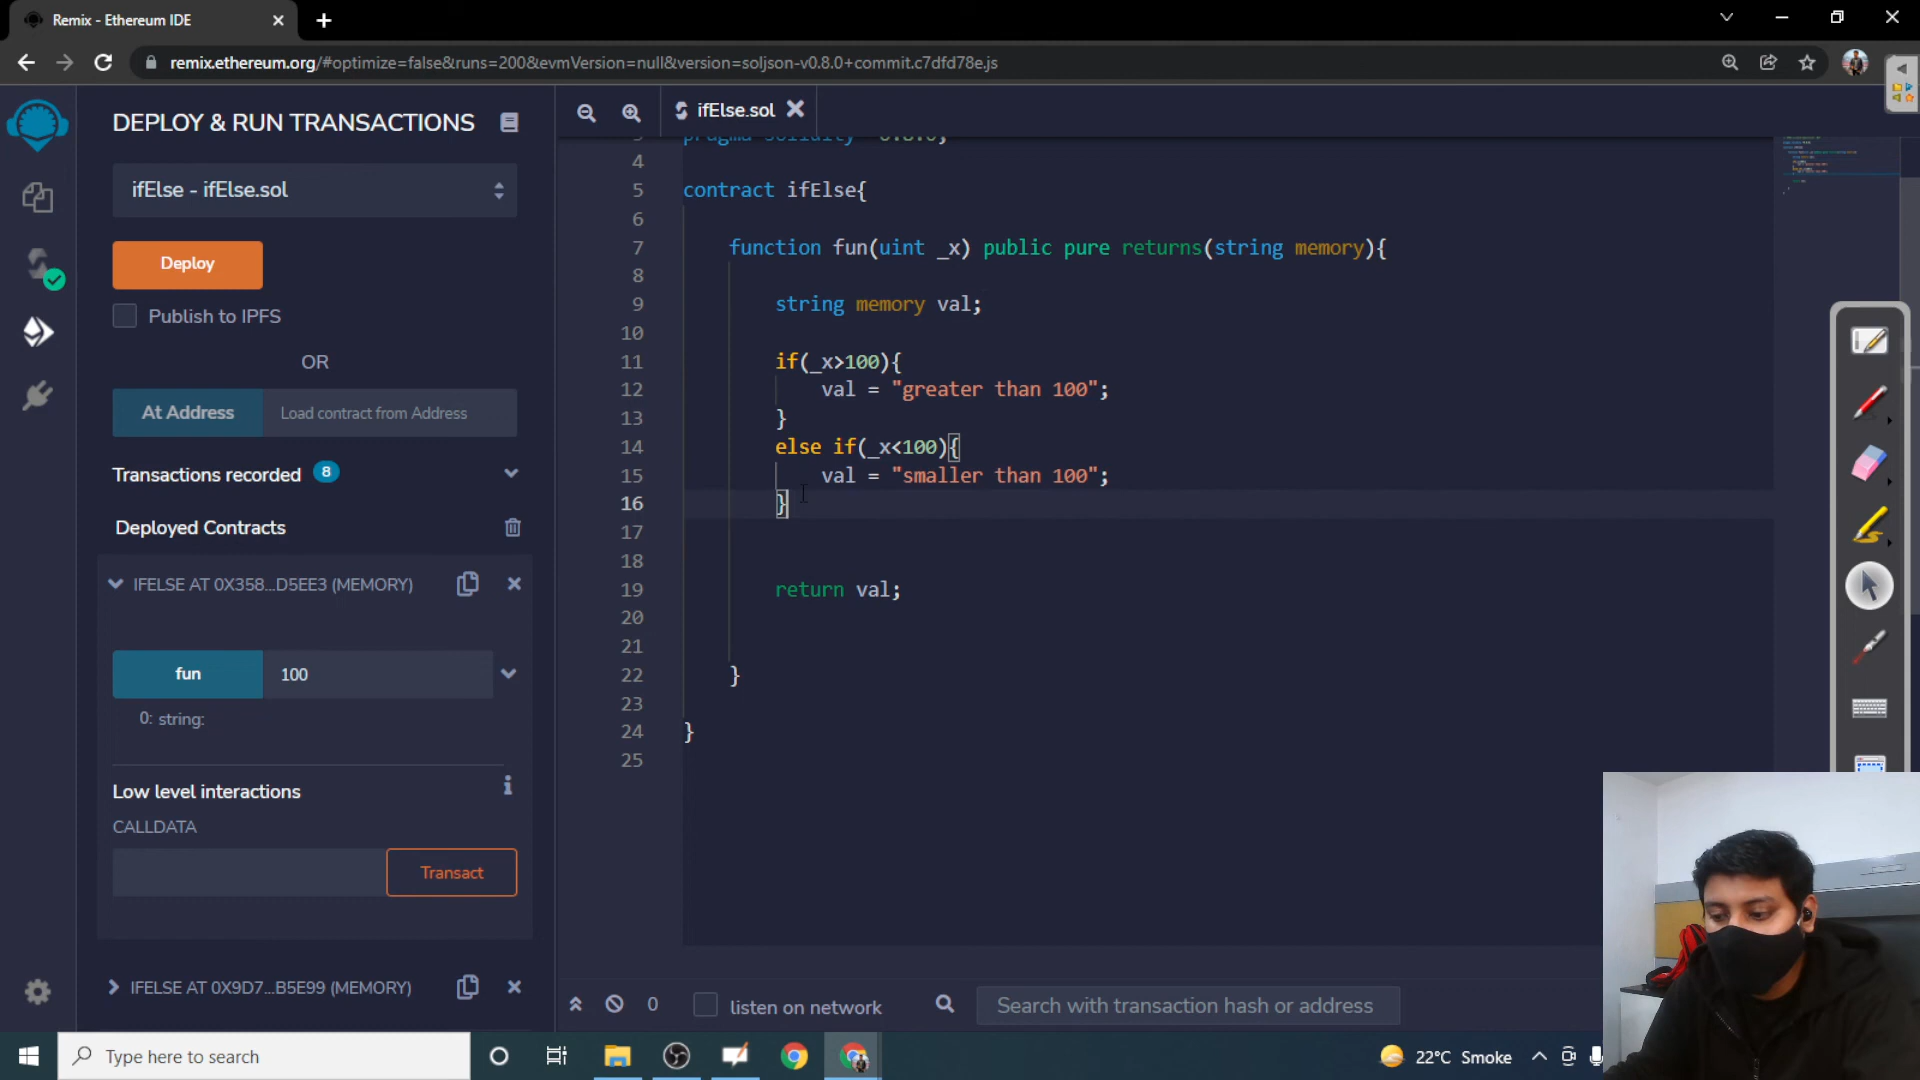 Remix - Ethereum IDE
remix.ethereum.org/#optimize=false&runs=200&evmVersion=null&version=soljson-v0.8.0+commit.c7dfd78e.js
DEPLOY & RUN TRANSACTIONS
ifElse - ifElse.sol
Deploy
Publish to IPFS
OR
At Address
Load contract from Address
Transactions recorded 8
Deployed Contracts
IFELSE AT 0X358...D5EE3 (MEMORY)
fun
100
0: string:
Low level interactions
CALLDATA
Transact
IFELSE AT 0X9D7...B5E99 (MEMORY)
ifElse.sol
4
5 contract ifElse{
6
7 function fun(uint _x) public pure returns(string memory){
8
9 string memory val;
10
11 if(_x>100){
12 val = "greater than 100";
13 }
14 else if(_x<100){
15 val = "smaller than 100";
16 }
17
18
19 return val;
20
21
22 }
23
24 }
25
0
listen on network
Search with transaction hash or address
Type here to search
22°C Smoke